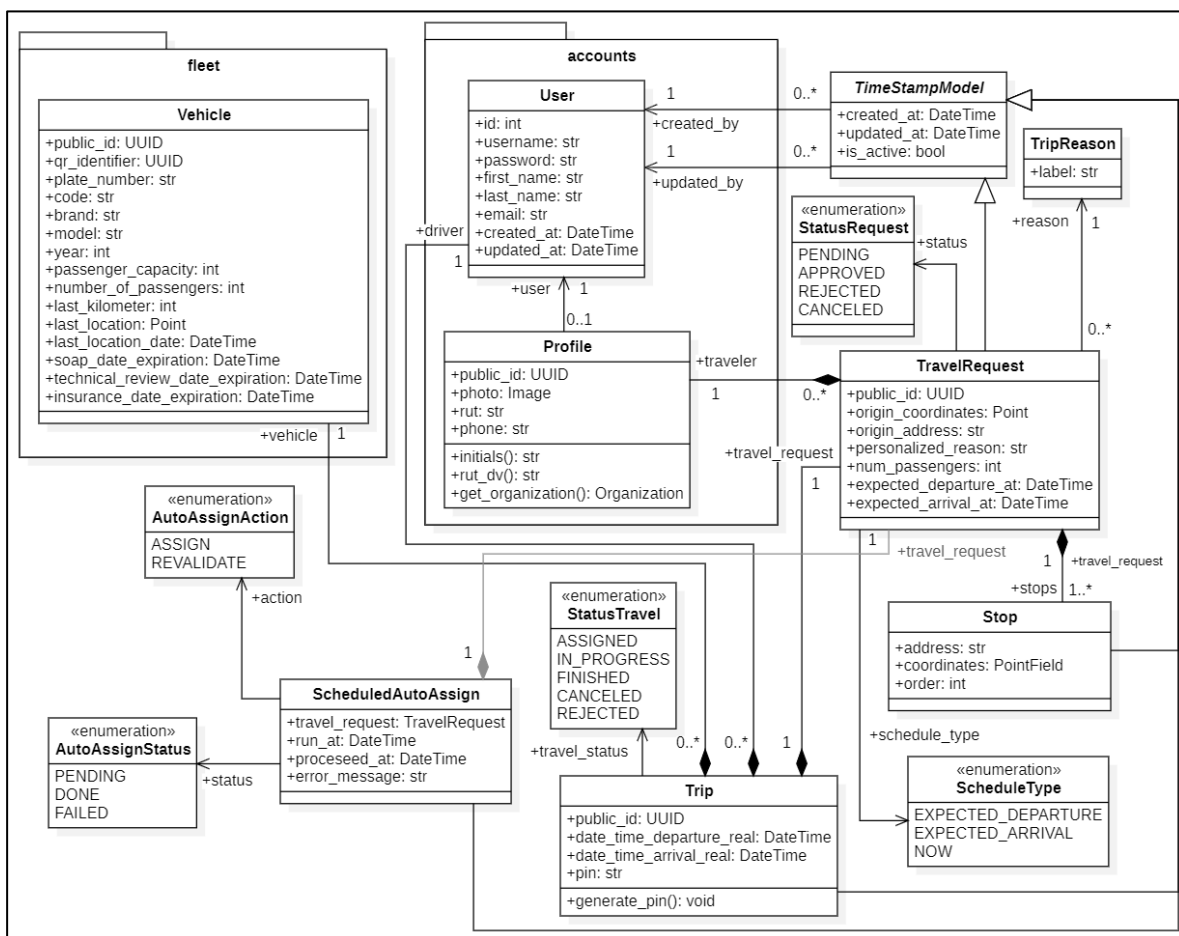 fleet
Vehicle
+public_id: UUID
+qr_identifier: UUID
+plate_number: str
+code: str
+brand: str
+model: str
+year: int
+passenger_capacity: int
+number_of_passengers: int
+last_kilometer: int
+last_location: Point
+last_location_date: DateTime
+soap_date_expiration: DateTime
+technical_review_date_expiration: DateTime
+insurance_date_expiration: DateTime
+vehicle
1
accounts
User
+id: int
+username: str
+password: str
+first_name: str
+last_name: str
+email: str
+created_at: DateTime
+updated_at: DateTime
1
0..*
+created_by
1
0..*
+updated_by
+driver
1
+user
1
0..1
Profile
+public_id: UUID
+photo: Image
+rut: str
+phone: str
+initials(): str
+rut_dv(): str
+get_organization(): Organization
+traveler
1
0..*
TimeStampModel
+created_at: DateTime
+updated_at: DateTime
+is_active: bool
TripReason
+label: str
+reason
1
0..*
«enumeration»
StatusRequest
PENDING
APPROVED
REJECTED
CANCELED
+status
TravelRequest
+public_id: UUID
+origin_coordinates: Point
+origin_address: str
+personalized_reason: str
+num_passengers: int
+expected_departure_at: DateTime
+expected_arrival_at: DateTime
+travel_request
1
1
+travel_request
1
+travel_request
+stops
1..*
Stop
+address: str
+coordinates: PointField
+order: int
+schedule_type
«enumeration»
ScheduleType
EXPECTED_DEPARTURE
EXPECTED_ARRIVAL
NOW
«enumeration»
AutoAssignAction
ASSIGN
REVALIDATE
+action
1
ScheduledAutoAssign
+travel_request: TravelRequest
+run_at: DateTime
+proceseed_at: DateTime
+error_message: str
«enumeration»
AutoAssignStatus
PENDING
DONE
FAILED
+status
«enumeration»
StatusTravel
ASSIGNED
IN_PROGRESS
FINISHED
CANCELED
REJECTED
+travel_status
0..*
0..*
1
Trip
+public_id: UUID
+date_time_departure_real: DateTime
+date_time_arrival_real: DateTime
+pin: str
+generate_pin(): void